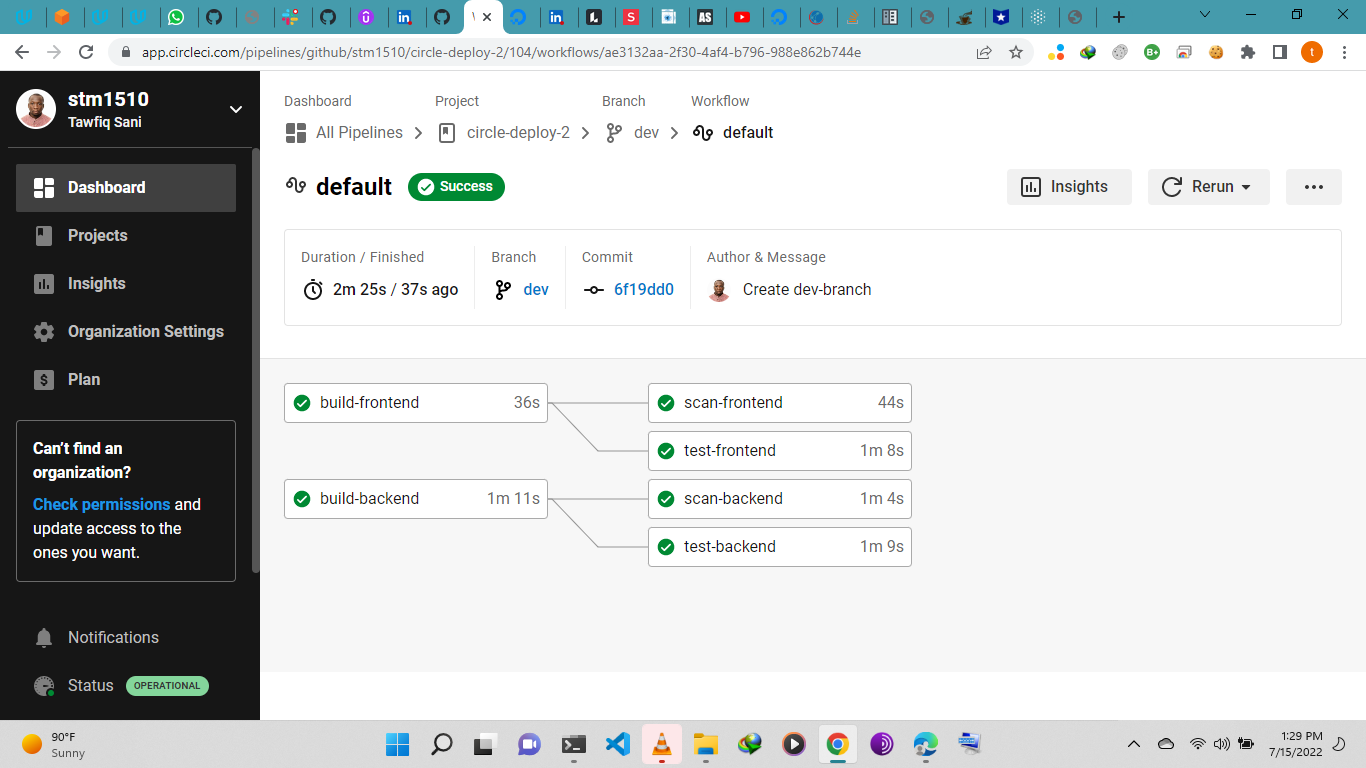 app.circleci.com/pipelines/github/stm1510/circle-deploy-2/104/workflows/ae3132aa-2f30-4af4-b796-988e862b744e
stm1510
Tawfiq Sani
Dashboard
Projects
Insights
Organization Settings
Plan
Can't find an
organization?
Check permissions and
update access to the
ones you want.
Notifications
Status OPERATIONAL
Dashboard Project Branch Workflow
All Pipelines circle-deploy-2 dev default
default Success Insights Rerun
Duration / Finished Branch Commit Author & Message
2m 25s / 37s ago dev 6f19dd0 Create dev-branch
build-frontend 36s scan-frontend 44s
test-frontend 1m 8s
build-backend 1m 11s scan-backend 1m 4s
test-backend 1m 9s
90°F
Sunny
1:29 PM
7/15/2022